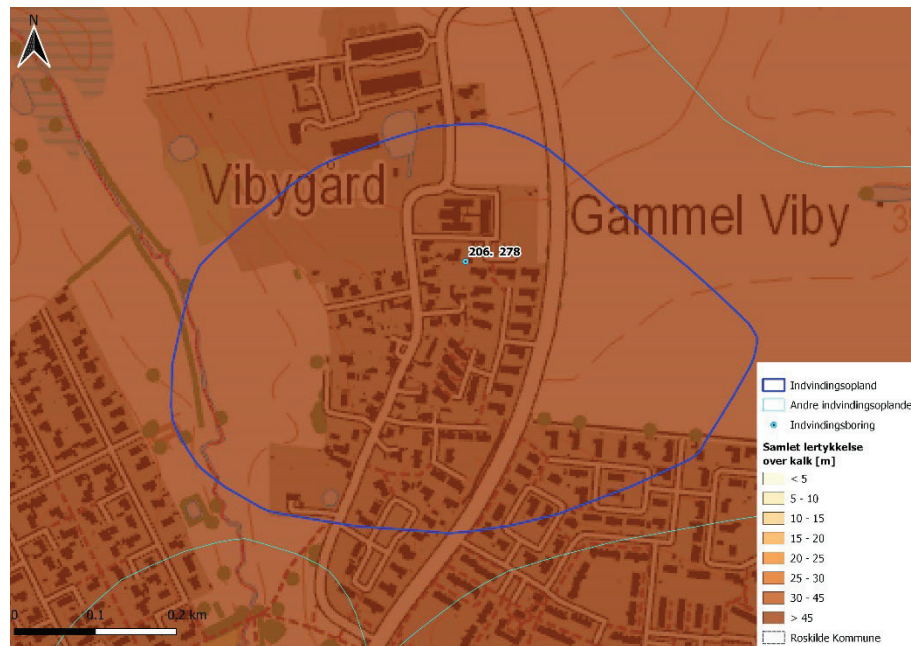 N
Vibygård
Gammel Viby
206. 278
0 0.1 0,2 km
Indvindingsopland
Andre indvindingsoplande
Indvindingsboring
Samlet lertykkelse
over kalk [m]
< 5
5 - 10
10 - 15
15 - 20
20 - 25
25 - 30
30 - 45
> 45
Roskilde Kommune